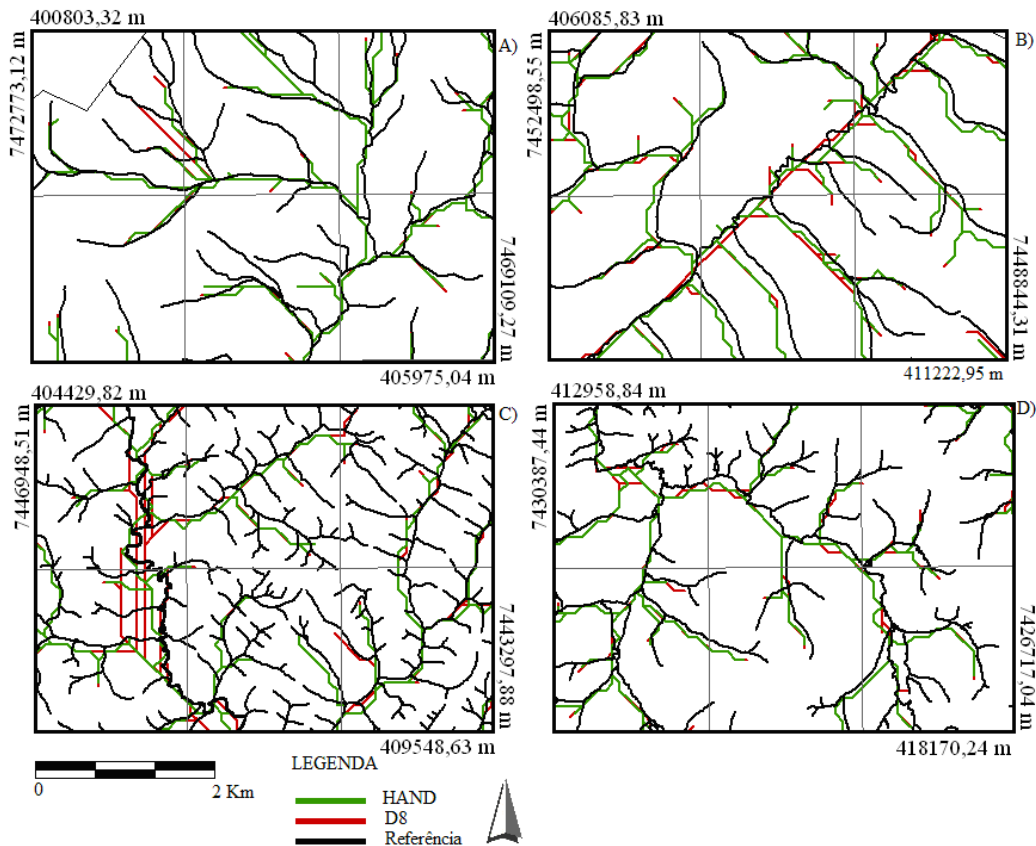 400803,32 m
7472773,12 m
A)
7469109,27 m
405975,04 m
406085,83 m
7452498,55 m
B)
7448844,31 m
411222,95 m
404429,82 m
7446948,51 m
C)
7443297,88 m
409548,63 m
412958,84 m
7430387,44 m
D)
7426717,04 m
418170,24 m
0
2 Km
LEGENDA
HAND
D8
Referência